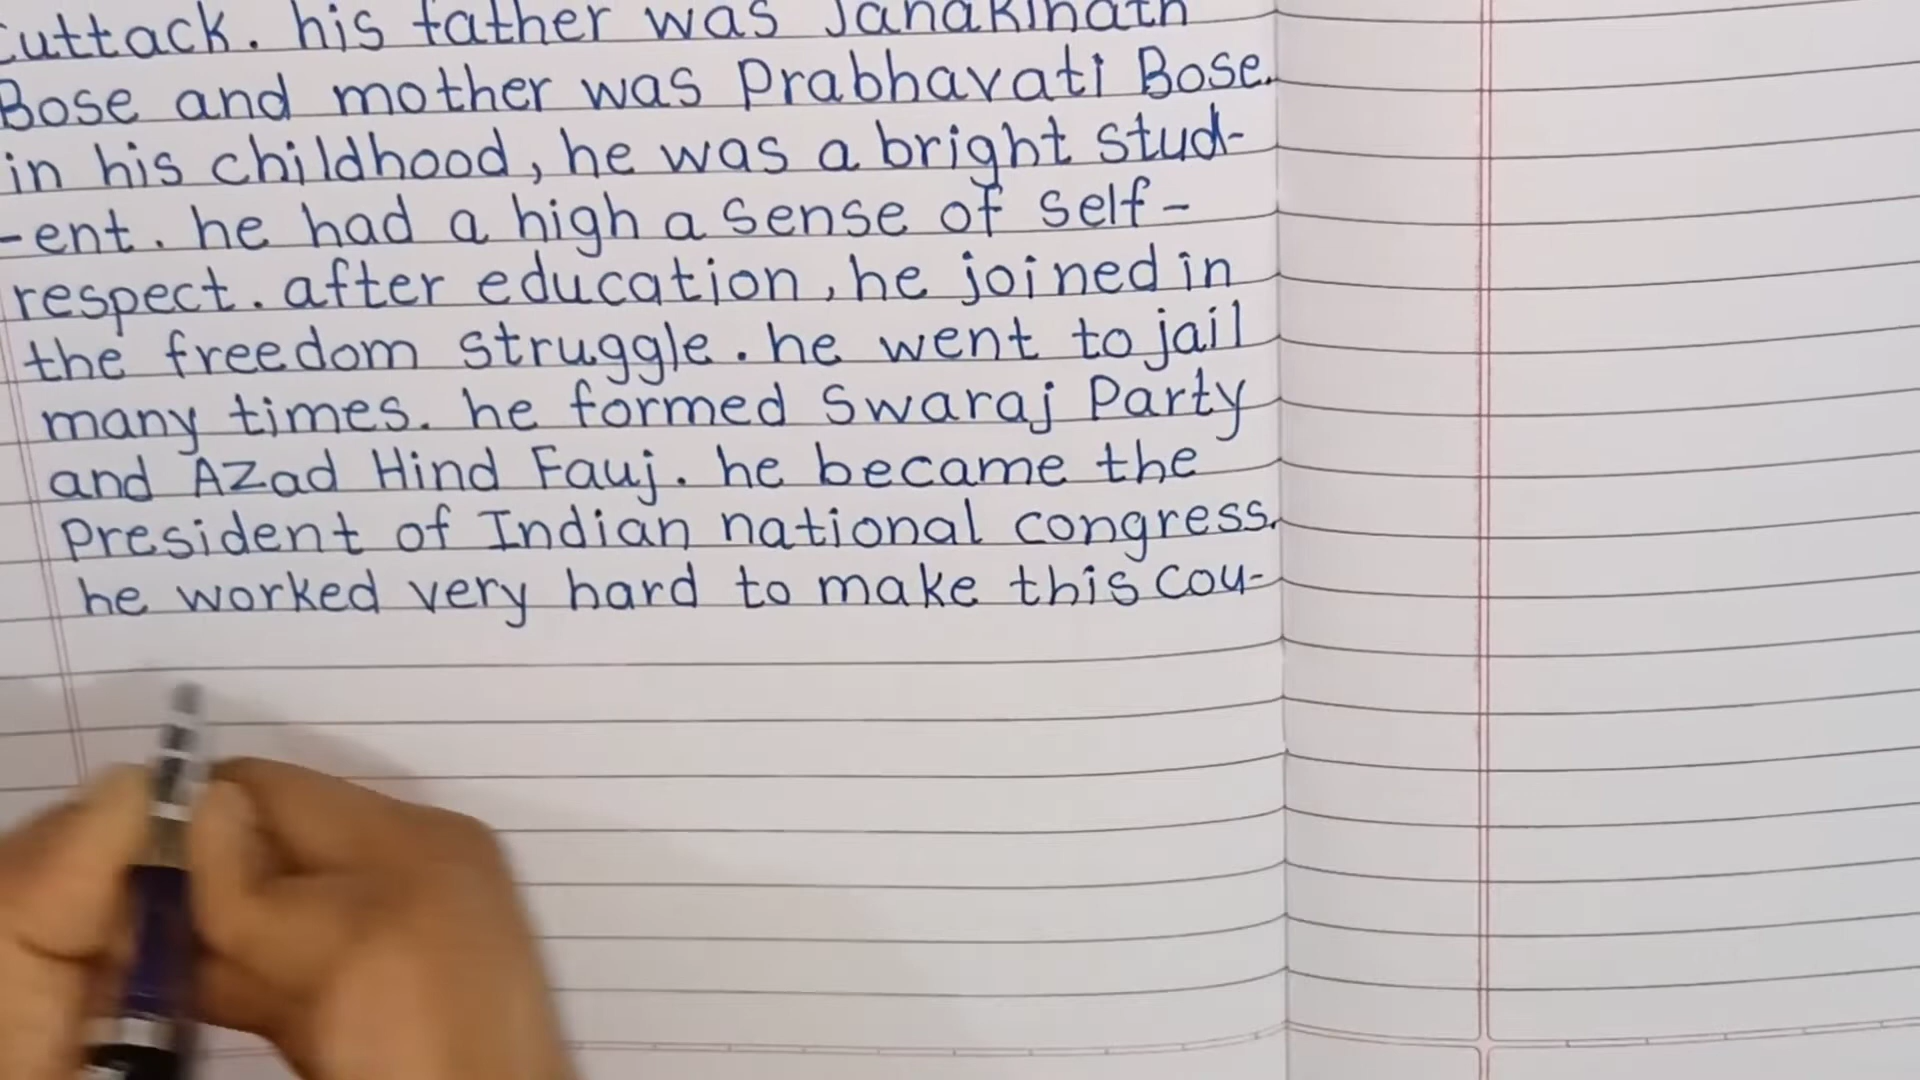 Cuttack. his father was Janakinath
Bose and mother was Prabhavati Bose.
in his childhood, he was a bright stud-
-ent. he had a high a sense of self-
respect. after education, he joined in
the freedom struggle. he went to jail
many times. he formed Swaraj Party
and Azad Hind Fauj. he became the
President of Indian national congress.
he worked very hard to make this cou-